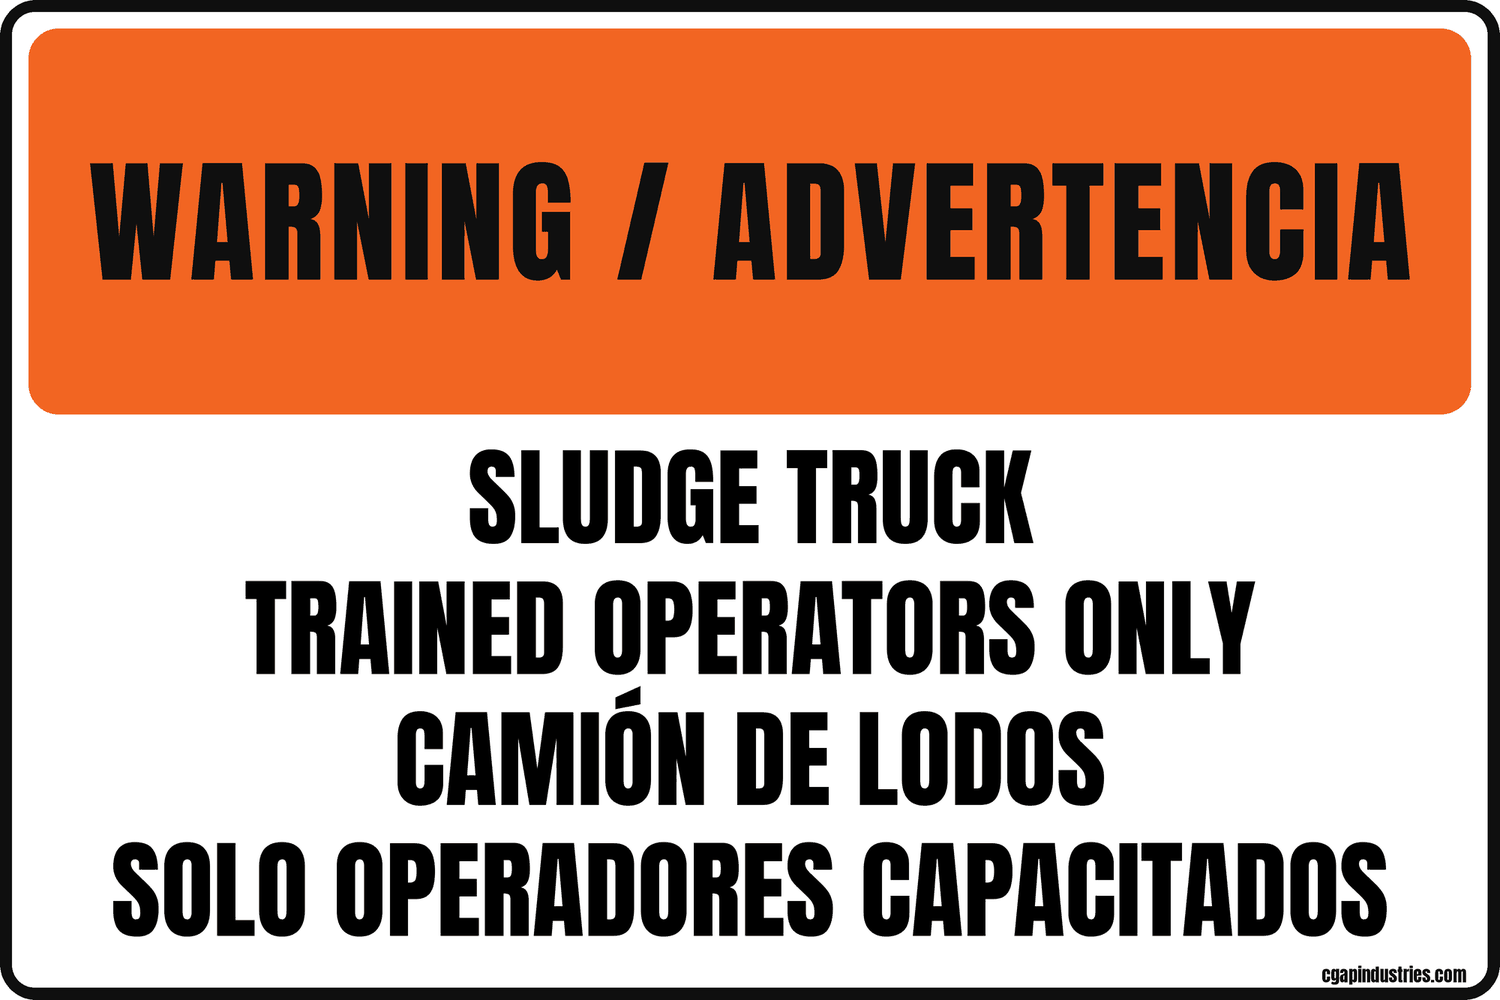 WARNING / ADVERTENCIA
SLUDGE TRUCK
TRAINED OPERATORS ONLY
CAMIÓN DE LODOS
SOLO OPERADORES CAPACITADOS
cgapindustries.com